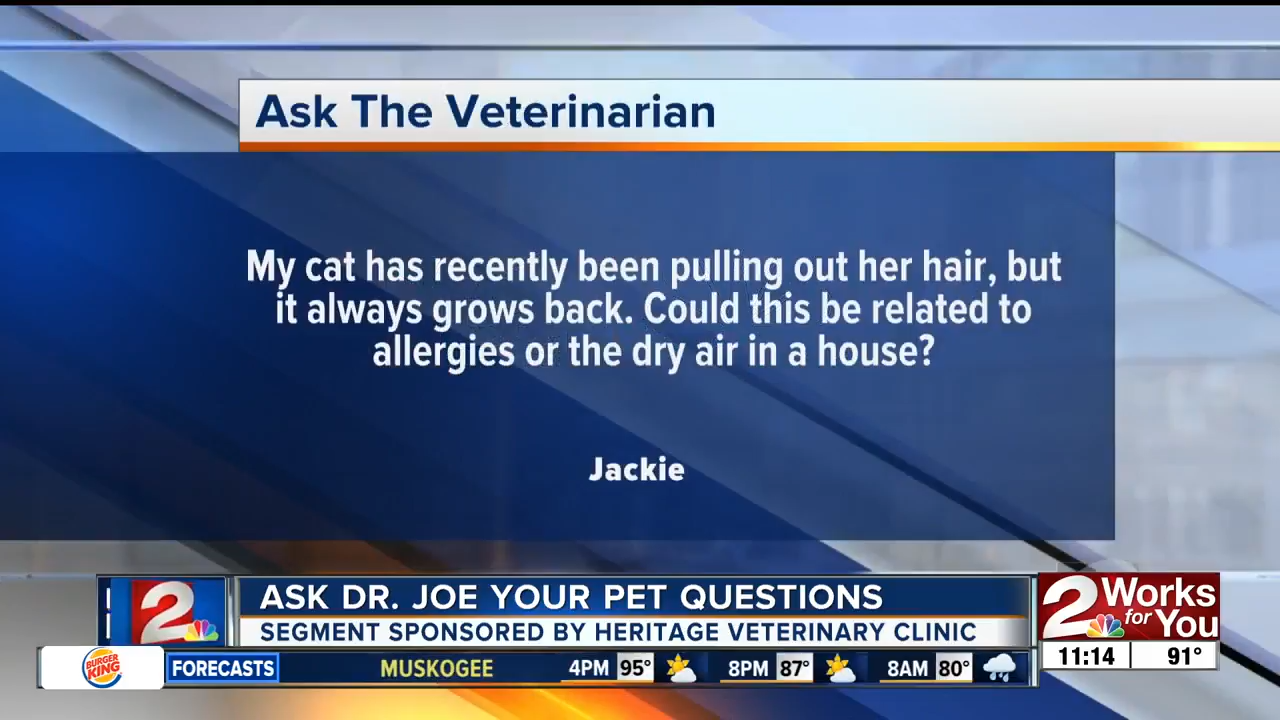 Ask The Veterinarian
My cat has recently been pulling out her hair, but
it always grows back. Could this be related to
allergies or the dry air in a house?
Jackie
2
ASK DR. JOE YOUR PET QUESTIONS
SEGMENT SPONSORED BY HERITAGE VETERINARY CLINIC
2 Works for You
BURGER KING
FORECASTS
MUSKOGEE
4PM 95° 8PM 87° 8AM 80°
11:14 91°